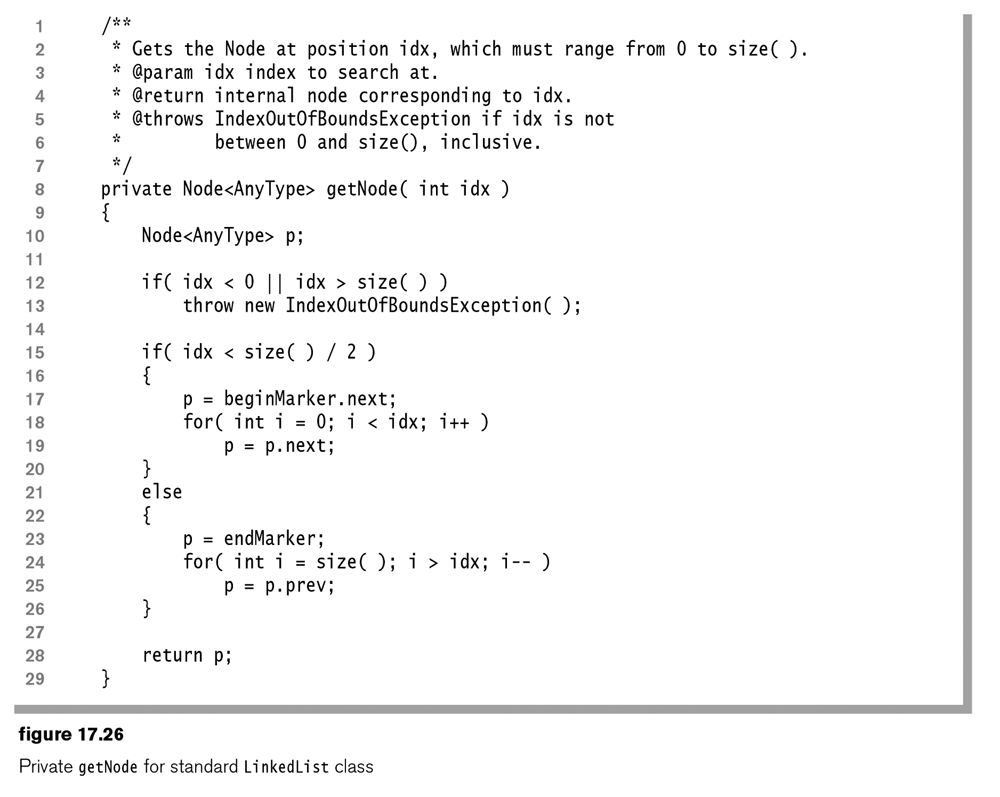 1 /**
2  * Gets the Node at position idx, which must range from 0 to size( ).
3  * @param idx index to search at.
4  * @return internal node corresponding to idx.
5  * @throws IndexOutOfBoundsException if idx is not
6  *         between 0 and size(), inclusive.
7  */
8 private Node<AnyType> getNode( int idx )
9 {
10     Node<AnyType> p;
11
12     if( idx < 0 || idx > size( ) )
13         throw new IndexOutOfBoundsException( );
14
15     if( idx < size( ) / 2 )
16     {
17         p = beginMarker.next;
18         for( int i = 0; i < idx; i++ )
19             p = p.next;
20     }
21     else
22     {
23         p = endMarker;
24         for( int i = size( ); i > idx; i-- )
25             p = p.prev;
26     }
27
28     return p;
29 }
figure 17.26
Private getNode for standard LinkedList class